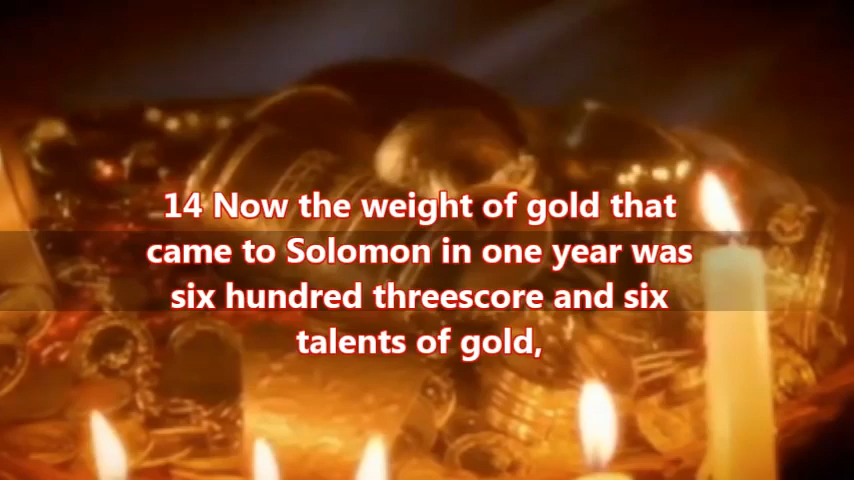 14 Now the weight of gold that
came to Solomon in one year was
six hundred threescore and six
talents of gold,